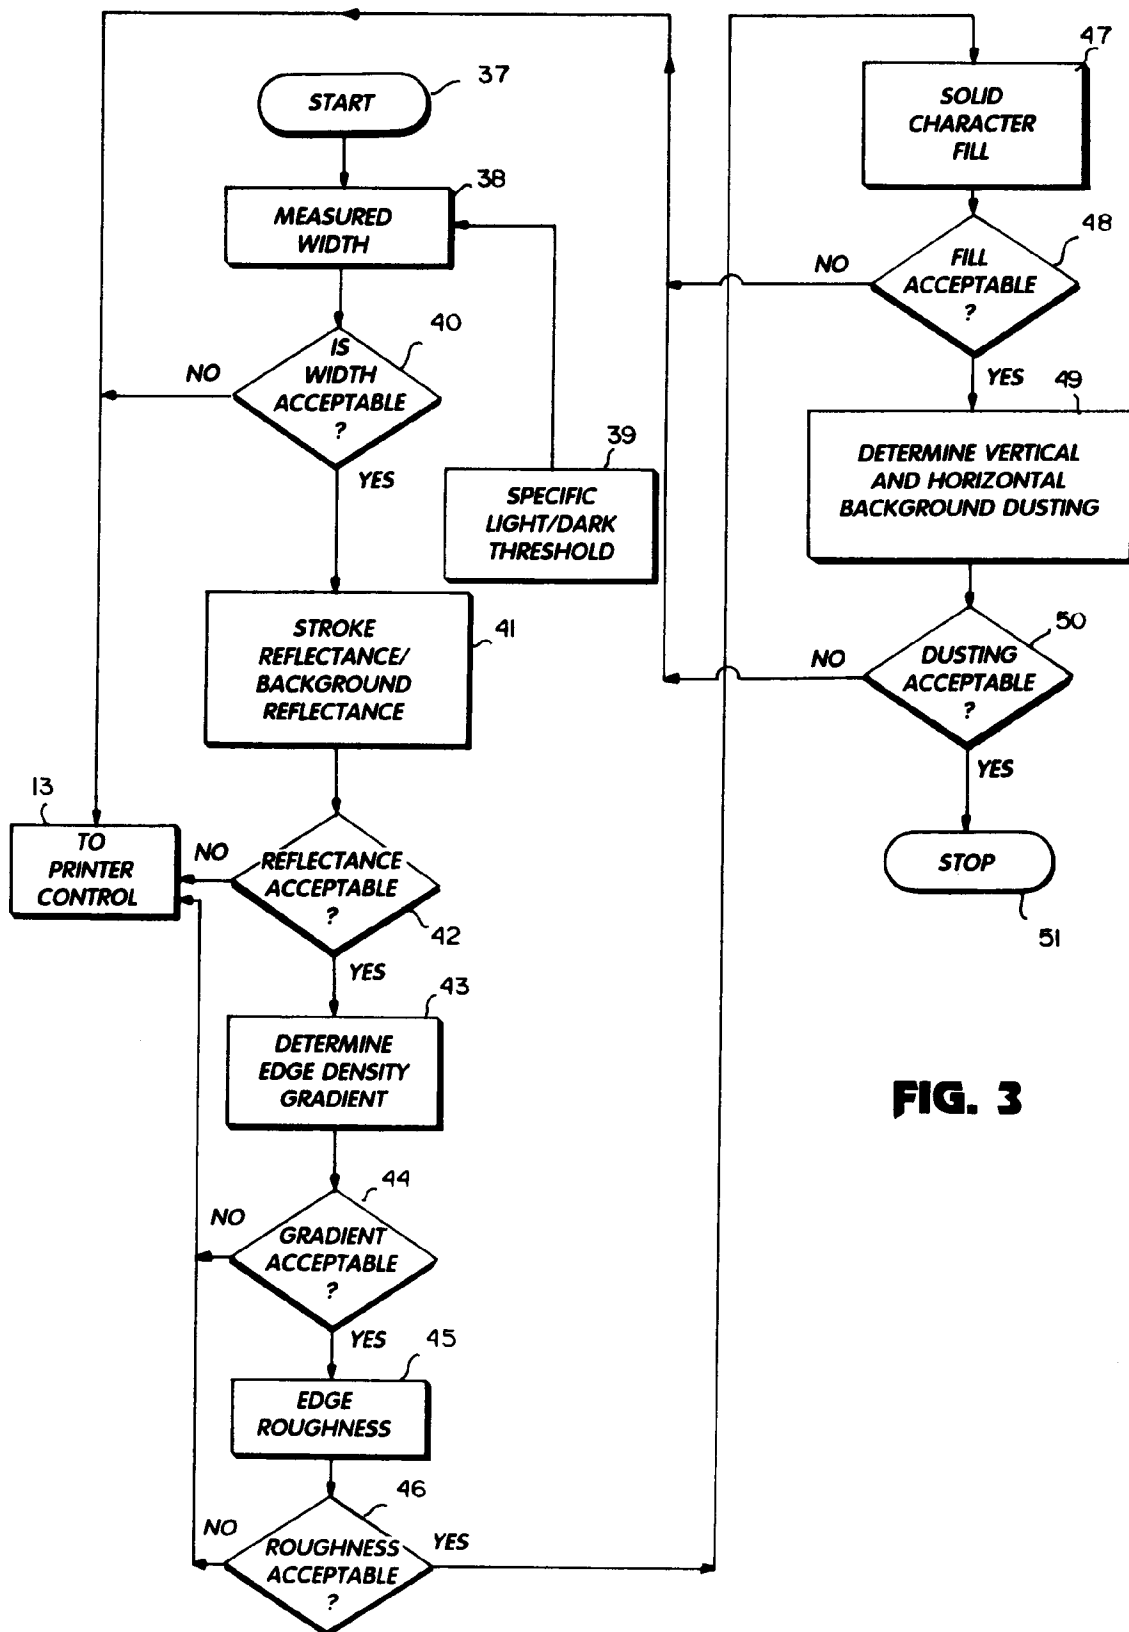 37
START
38
MEASURED
WIDTH
40
IS
WIDTH
ACCEPTABLE
?
NO
YES
39
SPECIFIC
LIGHT/DARK
THRESHOLD
41
STROKE
REFLECTANCE/
BACKGROUND
REFLECTANCE
13
TO
PRINTER
CONTROL
NO
REFLECTANCE
ACCEPTABLE
?
42
YES
43
DETERMINE
EDGE DENSITY
GRADIENT
44
NO
GRADIENT
ACCEPTABLE
?
YES
45
EDGE
ROUGHNESS
46
NO
ROUGHNESS
ACCEPTABLE
?
YES
47
SOLID
CHARACTER
FILL
48
NO
FILL
ACCEPTABLE
?
YES
49
DETERMINE VERTICAL
AND HORIZONTAL
BACKGROUND DUSTING
50
NO
DUSTING
ACCEPTABLE
?
YES
STOP
51
FIG. 3